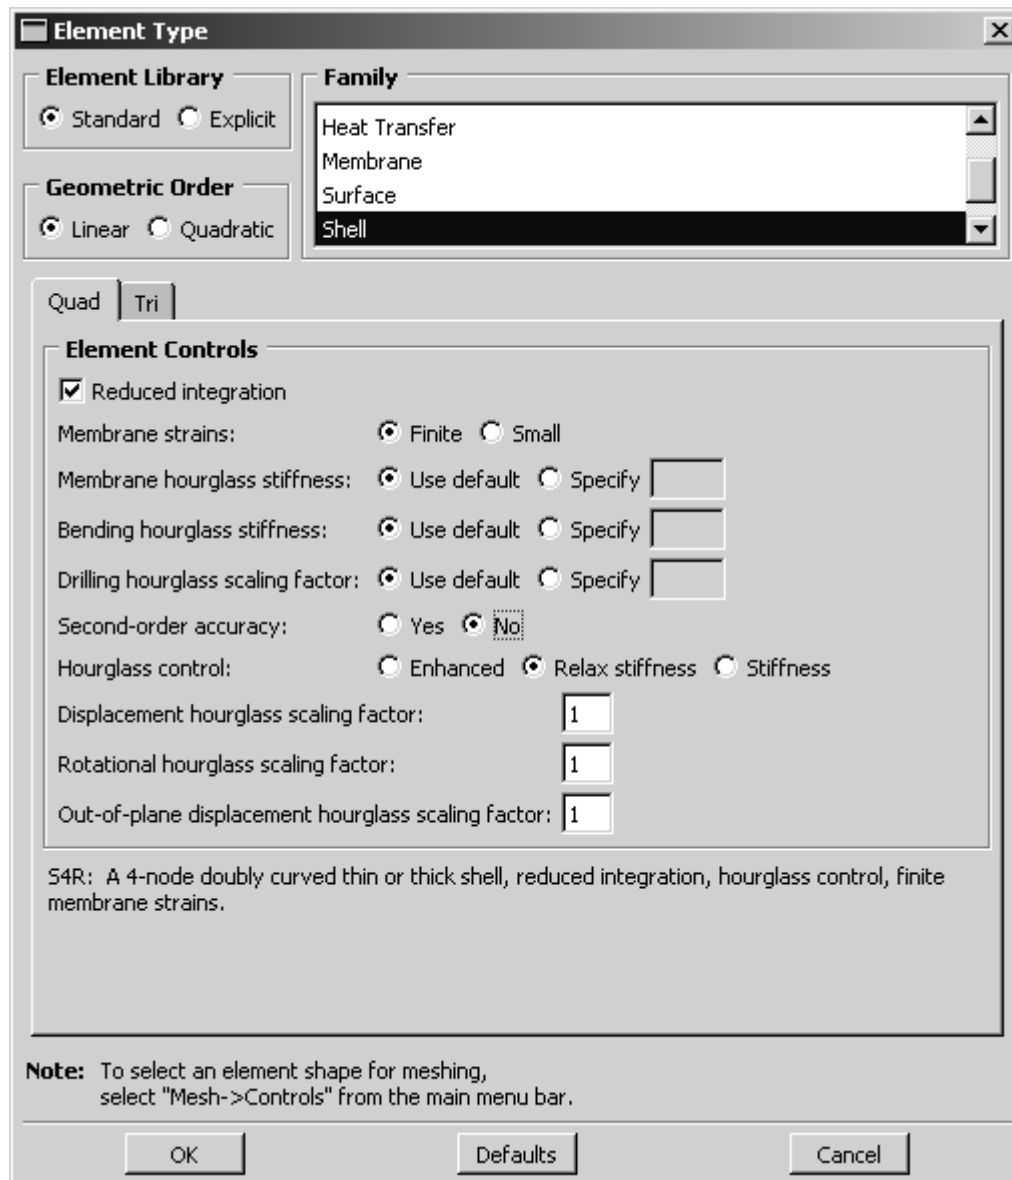 Element Type
Element Library
Standard Explicit
Family
Heat Transfer
Membrane
Surface
Shell
Geometric Order
Linear Quadratic
Quad Tri
Element Controls
Reduced integration
Membrane strains: Finite Small
Membrane hourglass stiffness: Use default Specify
Bending hourglass stiffness: Use default Specify
Drilling hourglass scaling factor: Use default Specify
Second-order accuracy: Yes No
Hourglass control: Enhanced Relax stiffness Stiffness
Displacement hourglass scaling factor: 1
Rotational hourglass scaling factor: 1
Out-of-plane displacement hourglass scaling factor: 1
S4R: A 4-node doubly curved thin or thick shell, reduced integration, hourglass control, finite
membrane strains.
Note: To select an element shape for meshing,
select "Mesh->Controls" from the main menu bar.
OK Defaults Cancel